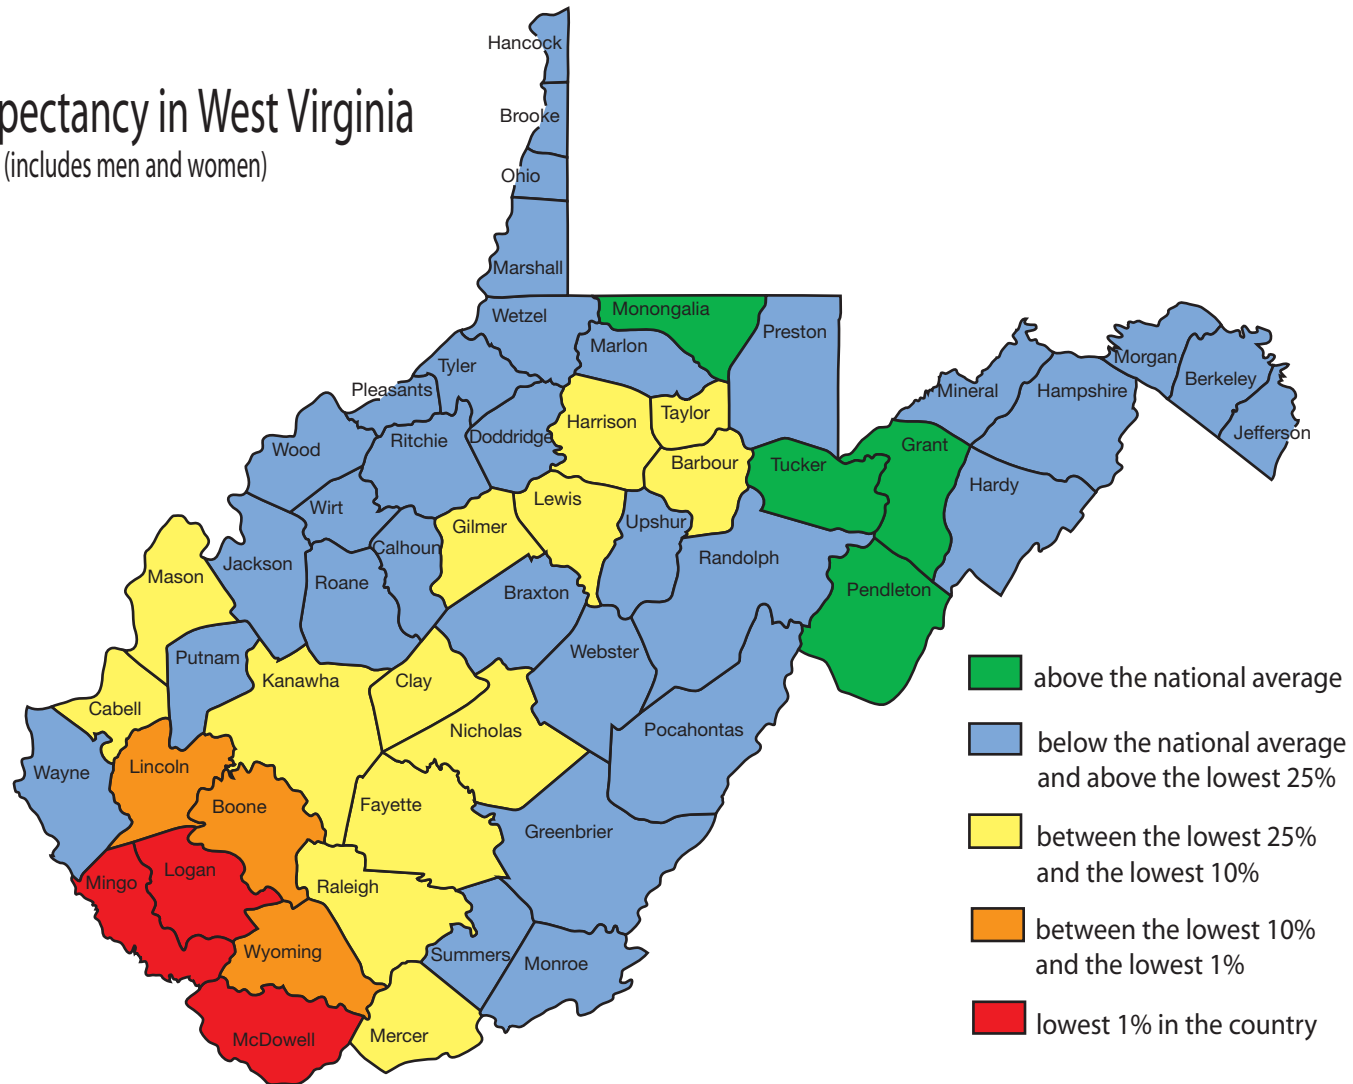 pectancy in West Virginia
(includes men and women)
Hancock
Brooke
Ohio
Marshall
Wetzel
Monongalia
Marlon
Preston
Tyler
Pleasants
Morgan
Mineral
Hampshire
Berkeley
Jefferson
Harrison
Taylor
Doddridge
Ritchie
Wood
Barbour
Tucker
Grant
Hardy
Lewis
Wirt
Gilmer
Upshur
Calhoun
Randolph
Jackson
Mason
Roane
Braxton
Pendleton
Putnam
Webster
Kanawha
Clay
Cabell
Nicholas
Pocahontas
Wayne
Lincoln
Boone
Fayette
Greenbrier
Mingo
Logan
Raleigh
Wyoming
Summers
Monroe
McDowell
Mercer
above the national average
below the national average
and above the lowest 25%
between the lowest 25%
and the lowest 10%
between the lowest 10%
and the lowest 1%
lowest 1% in the country